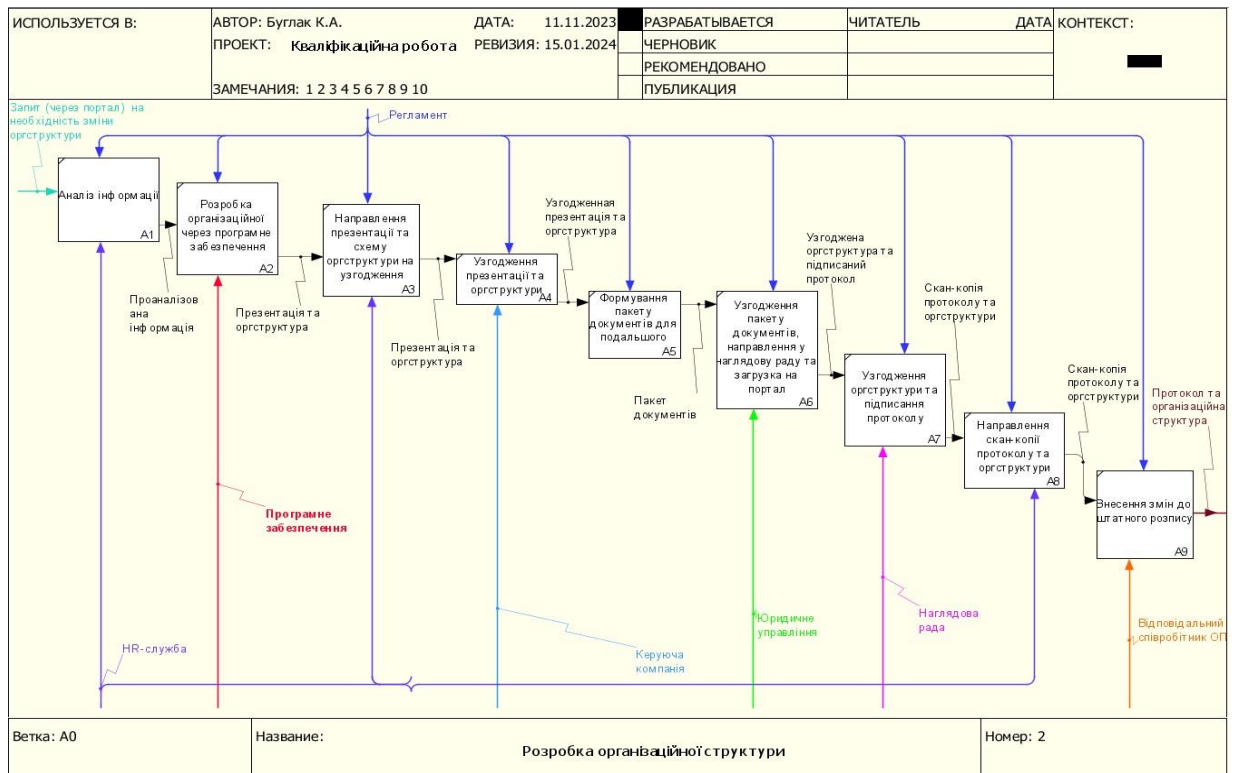 ИСПОЛЬЗУЕТСЯ В:
АВТОР: Буглак К.А.
ДАТА: 11.11.2023
РАЗРАБАТЫВАЕТСЯ
ЧИТАТЕЛЬ
ДАТА
КОНТЕКСТ:
ПРОЕКТ: Кваліфікаційна робота
РЕВИЗИЯ: 15.01.2024
ЧЕРНОВИК
РЕКОМЕНДОВАНО
ЗАМЕЧАНИЯ: 1 2 3 4 5 6 7 8 9 10
ПУБЛИКАЦИЯ
Запит (через портал) на
необхідність зміни
оргструктури
Регламент
Аналіз інформації
A1
Проаналізов
ана
інформація
Розробка
організаційної
через програмне
забезпечення
A2
Презентація та
оргструктура
Направлення
презентації та
схему
оргструктури на
узгодження
A3
Презентація та
оргструктура
Узгодження
презентації та
оргструктури
A4
Узгодженная
презентація та
оргструктура
Формування
пакету
документів для
подальшого
A5
Пакет
документів
Узгодження
пакету
документів,
направлення у
наглядову раду та
загрузка на
портал
A6
Узгоджена
оргструктура та
підписаний
протокол
Узгодження
оргструктури та
підписання
протоколу
A7
Скан-копія
протоколу та
оргструктури
Направлення
скан-копії
протоколу та
оргструктури
A8
Скан-копія
протоколу та
оргструктури
Внесення змін до
штатного розпису
A9
Протокол та
організаційна
структура
Програмне
забезпечення
HR-служба
Керуюча
компанія
Юридичне
управління
Наглядова
рада
Відповідальний
співробітник ОП
Ветка: A0
Название:
Розробка організаційної структури
Номер: 2